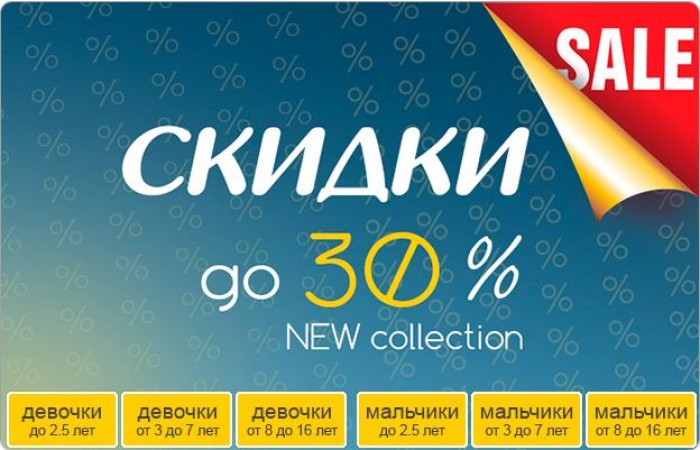 SALE
скидки
до 30 %
NEW collection
девочки
до 2.5 лет
девочки
от 3 до 7 лет
девочки
от 8 до 16 лет
мальчики
до 2.5 лет
мальчики
от 3 до 7 лет
мальчики
от 8 до 16 лет